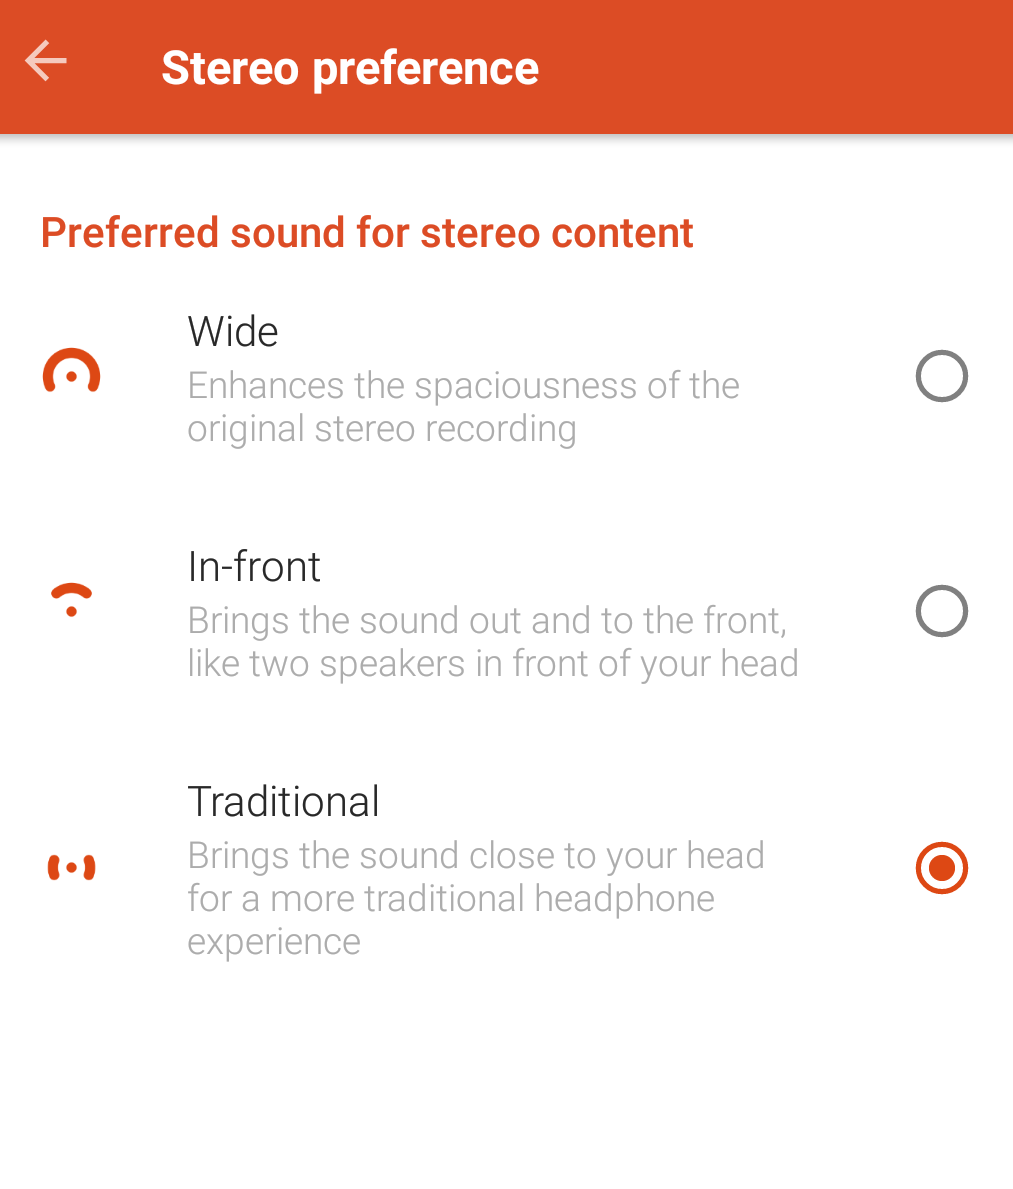 Stereo preference
Preferred sound for stereo content
Wide
Enhances the spaciousness of the
original stereo recording
In-front
Brings the sound out and to the front,
like two speakers in front of your head
Traditional
Brings the sound close to your head
for a more traditional headphone
experience